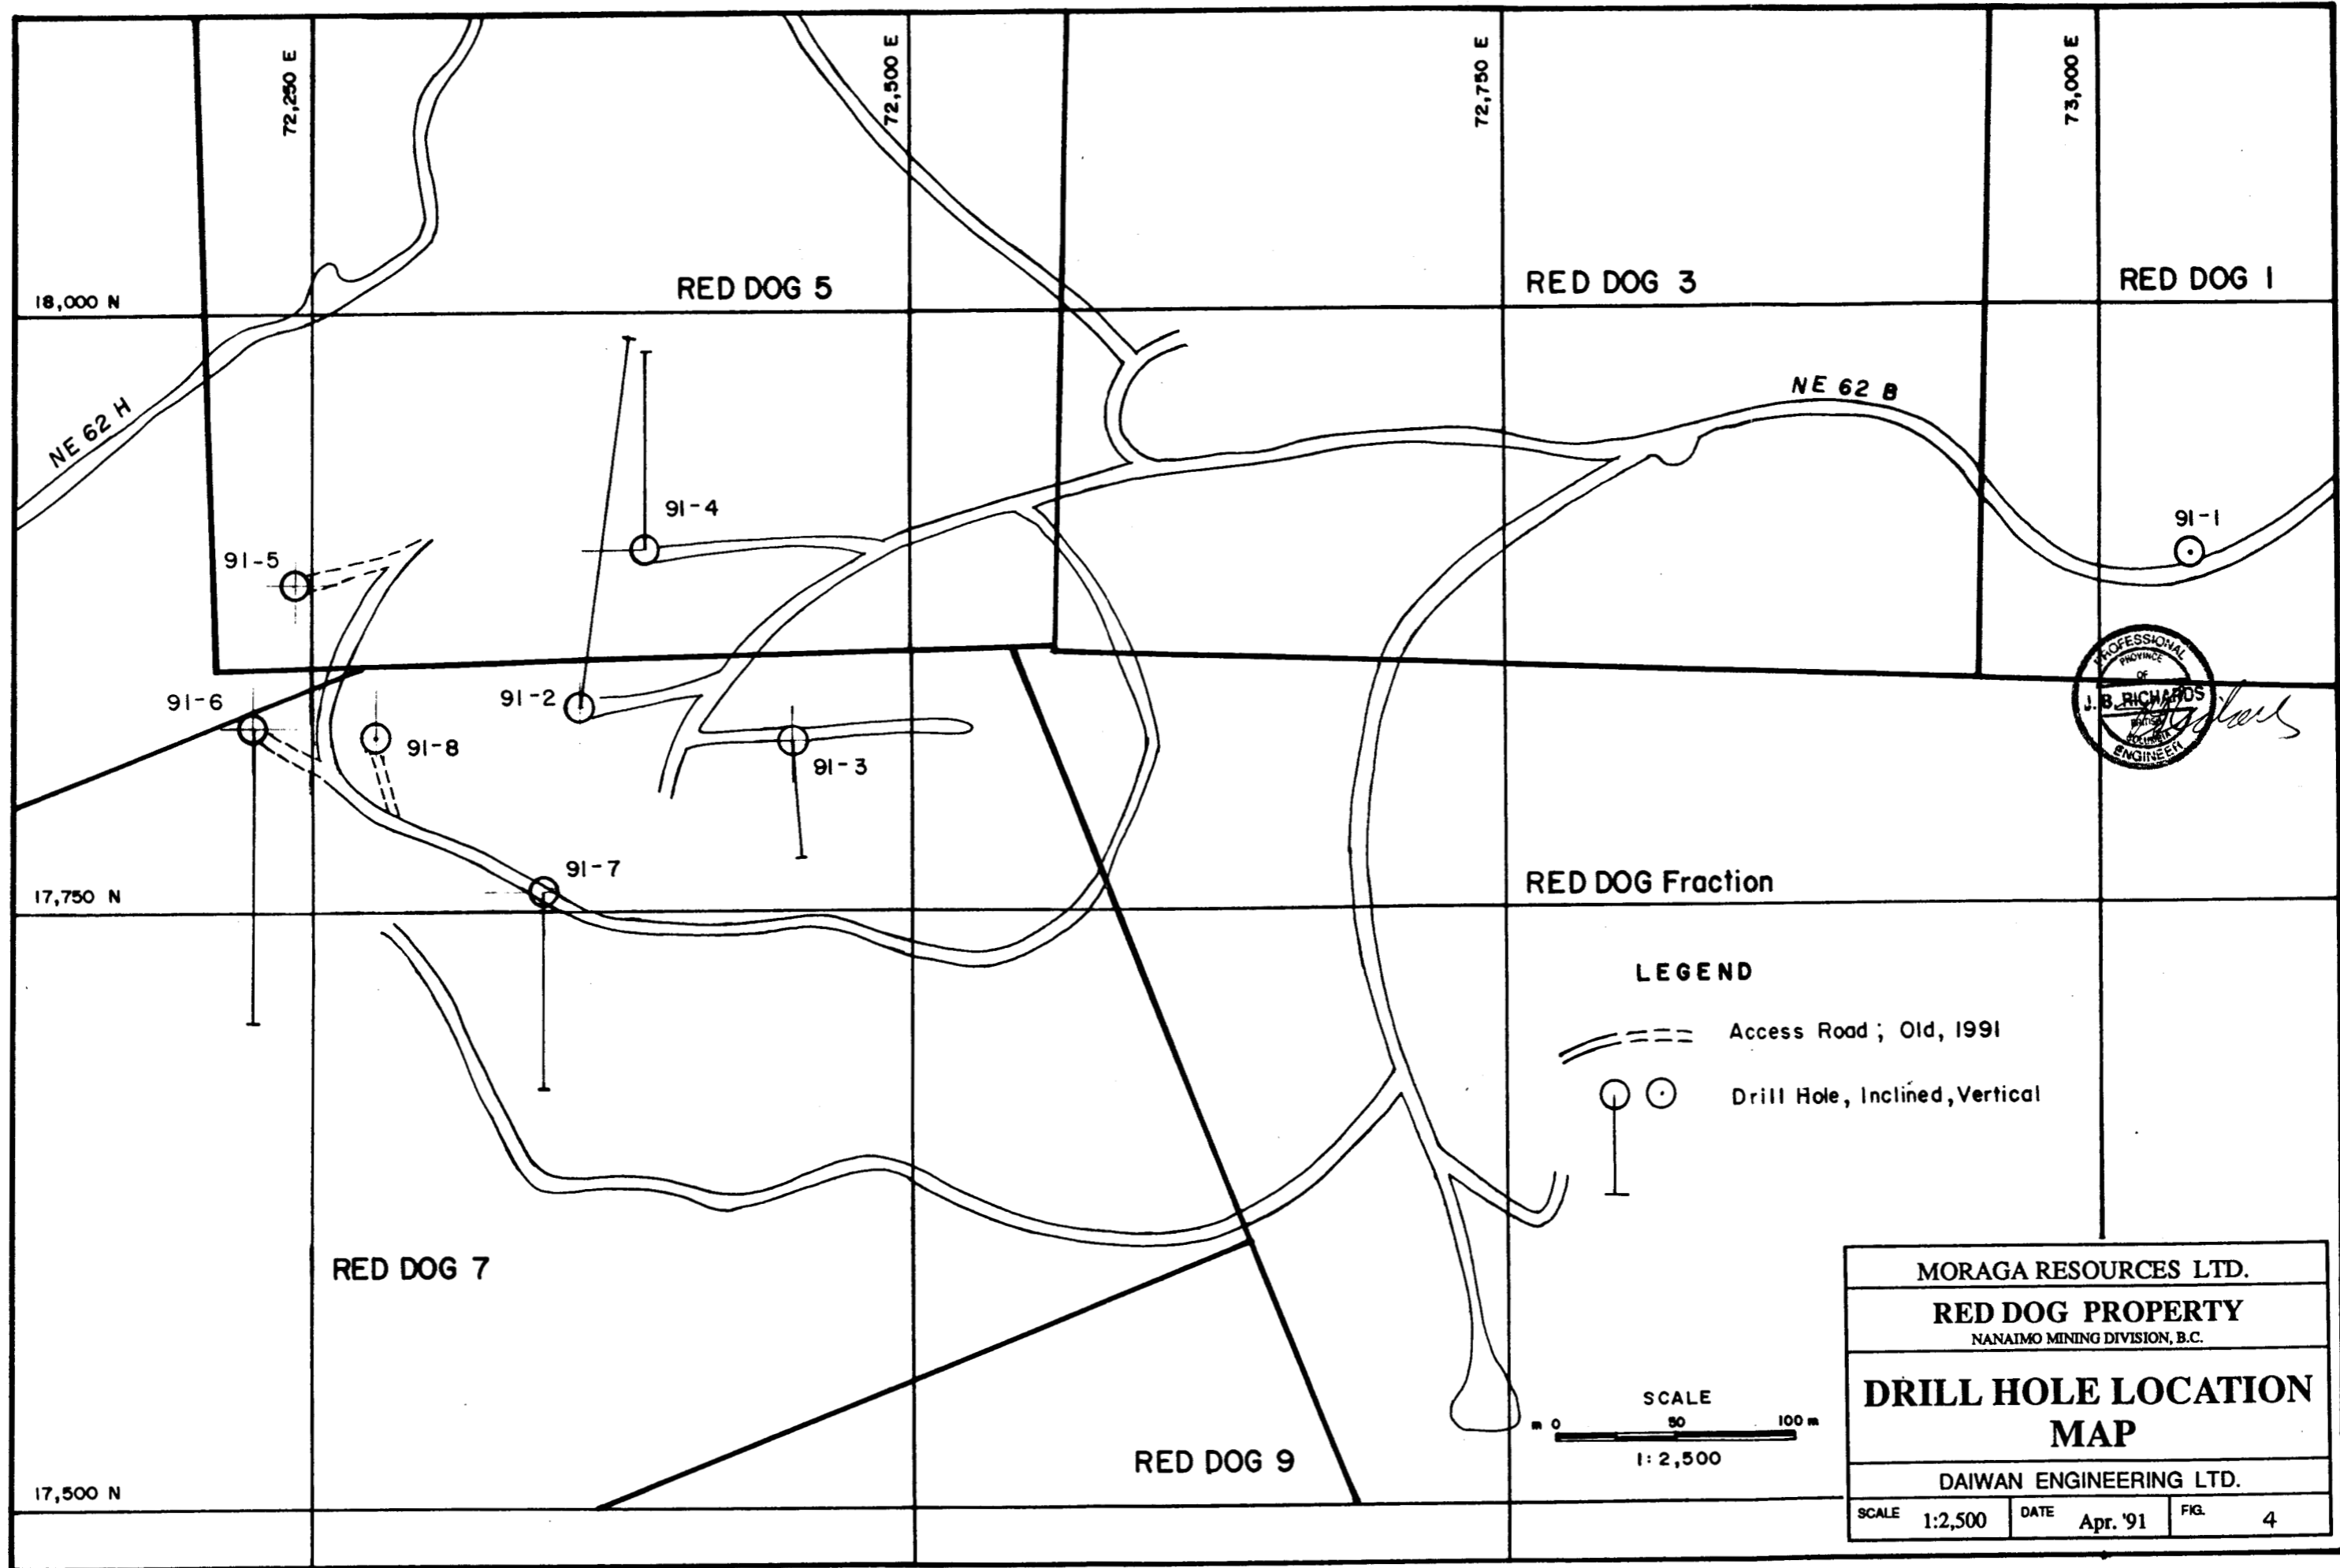 72,250 E
72,500 E
72,750 E
73,000 E
RED DOG 5
RED DOG 3
RED DOG 1
18,000 N
NE 62 H
NE 62 B
91-4
91-1
91-5
91-6
91-2
91-8
91-3
PROFESSIONAL
PROVINCE
OF
J. B. RICHARDS
BRITISH
COLUMBIA
ENGINEER
91-7
17,750 N
RED DOG Fraction
LEGEND
Access Road ; Old, 1991
Drill Hole, Inclined, Vertical
RED DOG 7
RED DOG 9
17,500 N
SCALE
m 0 50 100 m
1: 2,500
MORAGA RESOURCES LTD.
RED DOG PROPERTY
NANAIMO MINING DIVISION, B.C.
DRILL HOLE LOCATION
MAP
DAIWAN ENGINEERING LTD.
SCALE 1:2,500 DATE Apr. '91 FIG. 4